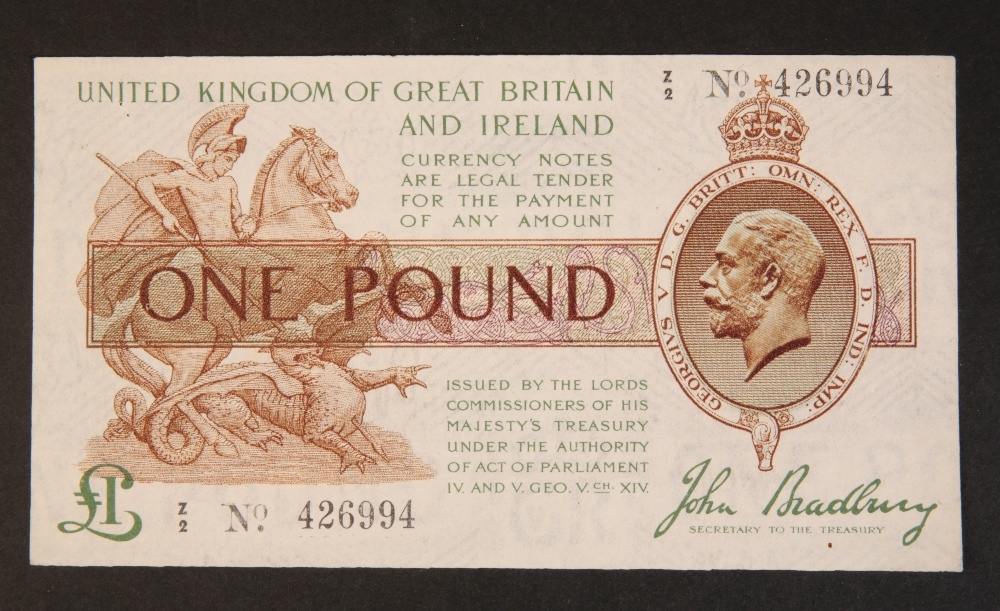 UNITED KINGDOM OF GREAT BRITAIN
AND IRELAND
Z/2 No. 426994
CURRENCY NOTES
ARE LEGAL TENDER
FOR THE PAYMENT
OF ANY AMOUNT
GEORGIVS V D. G. BRITT: OMN: REX F. D. IND: IMP:
ONE POUND
ISSUED BY THE LORDS
COMMISSIONERS OF HIS
MAJESTY'S TREASURY
UNDER THE AUTHORITY
OF ACT OF PARLIAMENT
IV. AND V. GEO. V. CH. XIV.
£1
Z/2 No 426994
John Bradbury
SECRETARY TO THE TREASURY